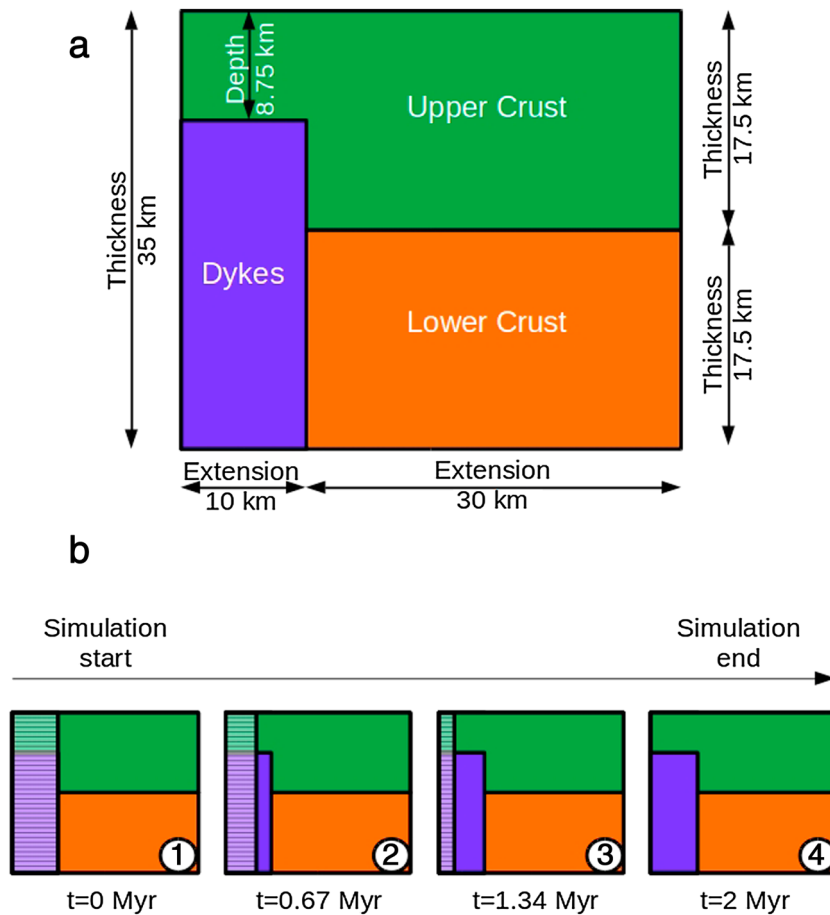 a
Depth
8.75 km
Upper Crust
Thickness
17.5 km
Thickness
35 km
Dykes
Lower Crust
Thickness
17.5 km
Extension
10 km
Extension
30 km
b
Simulation
start
Simulation
end
1
2
3
4
t=0 Myr
t=0.67 Myr
t=1.34 Myr
t=2 Myr